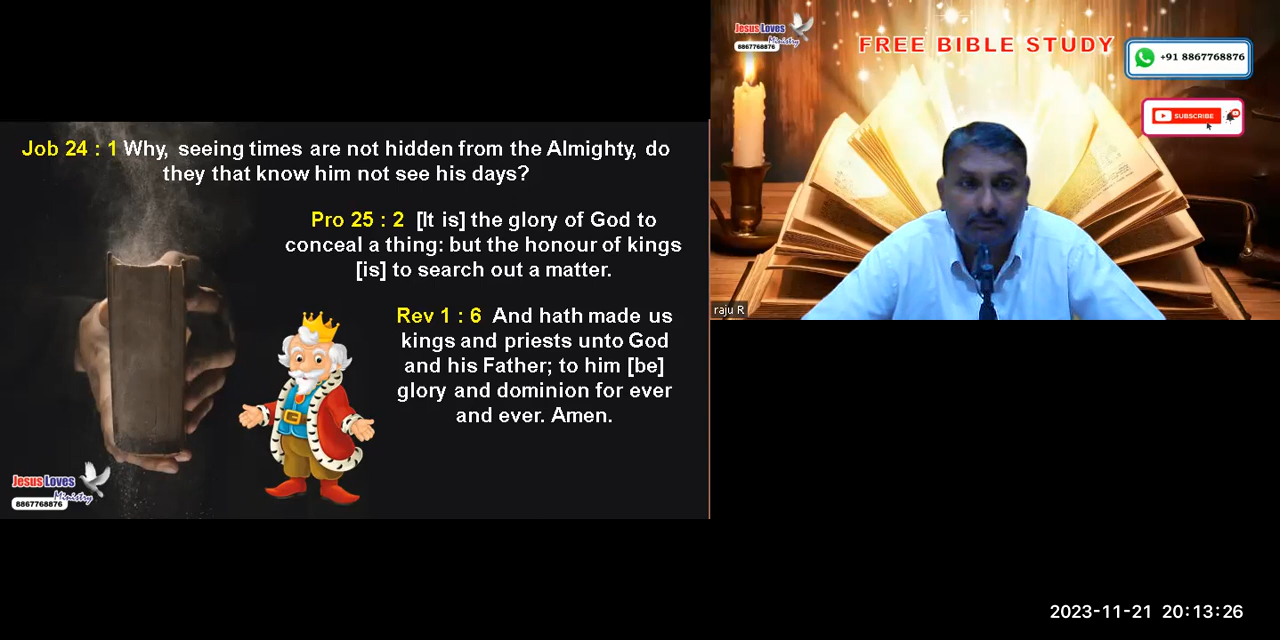 Job 24 : 1 Why, seeing times are not hidden from the Almighty, do
they that know him not see his days?
Pro 25 : 2 [It is] the glory of God to
conceal a thing: but the honour of kings
[is] to search out a matter.
Rev 1 : 6 And hath made us
kings and priests unto God
and his Father; to him [be]
glory and dominion for ever
and ever. Amen.
Jesus Loves
Ministry
8867768876
Jesus Loves
Ministry
8867768876
FREE BIBLE STUDY
+91 8867768876
SUBSCRIBE
raju R
2023-11-21 20:13:26